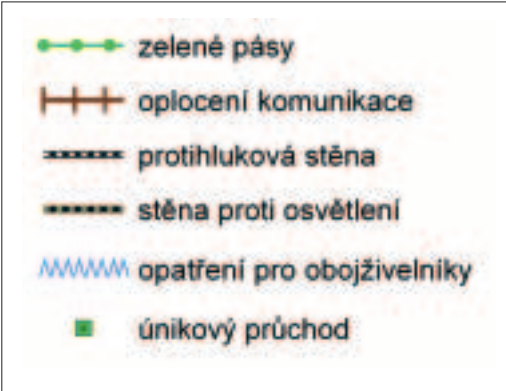 zelené pásy
oplocení komunikace
protihluková stěna
stěna proti osvětlení
opatření pro obojživelníky
únikový průchod